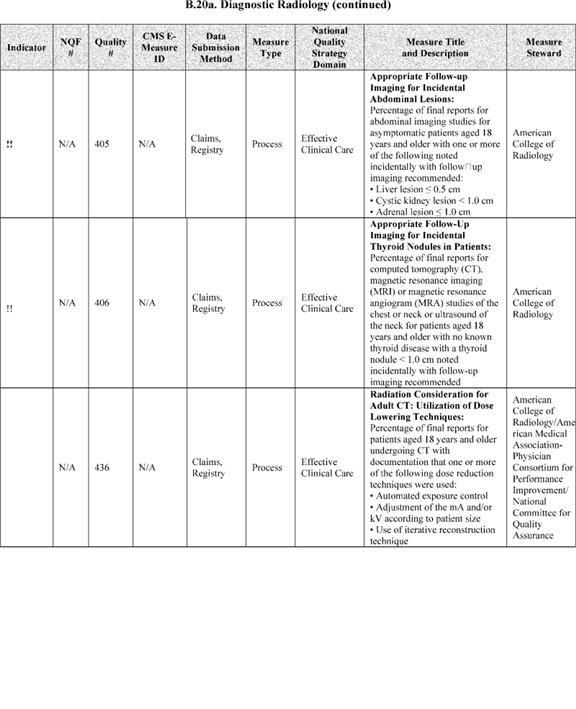 B.20a. Diagnostic Radiology (continued)
Indicator
NQF
#
Quality
#
CMS E-
Measure
ID
Data
Submission
Method
Measure
Type
National
Quality
Strategy
Domain
Measure Title
and Description
Measure
Steward
!!
N/A
405
N/A
Claims,
Registry
Process
Effective
Clinical Care
Appropriate Follow-up
Imaging for Incidental
Abdominal Lesions:
Percentage of final reports for
abdominal imaging studies for
asymptomatic patients aged 18
years and older with one or more
of the following noted
incidentally with follow□up
imaging recommended:
• Liver lesion ≤ 0.5 cm
• Cystic kidney lesion < 1.0 cm
• Adrenal lesion ≤ 1.0 cm
American
College of
Radiology
!!
N/A
406
N/A
Claims,
Registry
Process
Effective
Clinical Care
Appropriate Follow-Up
Imaging for Incidental
Thyroid Nodules in Patients:
Percentage of final reports for
computed tomography (CT),
magnetic resonance imaging
(MRI) or magnetic resonance
angiogram (MRA) studies of the
chest or neck or ultrasound of
the neck for patients aged 18
years and older with no known
thyroid disease with a thyroid
nodule < 1.0 cm noted
incidentally with follow-up
imaging recommended
American
College of
Radiology
N/A
436
N/A
Claims,
Registry
Process
Effective
Clinical Care
Radiation Consideration for
Adult CT: Utilization of Dose
Lowering Techniques:
Percentage of final reports for
patients aged 18 years and older
undergoing CT with
documentation that one or more
of the following dose reduction
techniques were used:
• Automated exposure control
• Adjustment of the mA and/or
kV according to patient size
• Use of iterative reconstruction
technique
American
College of
Radiology/Ame
rican Medical
Association-
Physician
Consortium for
Performance
Improvement/
National
Committee for
Quality
Assurance